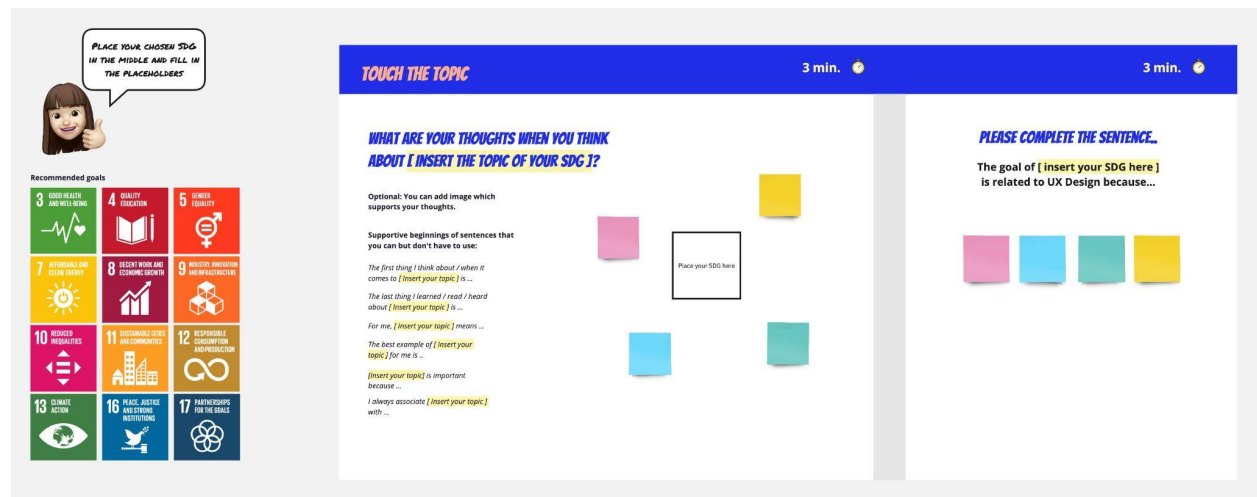 PLACE YOUR CHOSEN SDG
IN THE MIDDLE AND FILL IN
THE PLACEHOLDERS
Recommended goals
3 GOOD HEALTH
AND WELL-BEING
4 QUALITY
EDUCATION
5 GENDER
EQUALITY
7 AFFORDABLE AND
CLEAN ENERGY
8 DECENT WORK AND
ECONOMIC GROWTH
9 INDUSTRY, INNOVATION
AND INFRASTRUCTURE
10 REDUCED
INEQUALITIES
11 SUSTAINABLE CITIES
AND COMMUNITIES
12 RESPONSIBLE
CONSUMPTION
AND PRODUCTION
13 CLIMATE
ACTION
16 PEACE, JUSTICE
AND STRONG
INSTITUTIONS
17 PARTNERSHIPS
FOR THE GOALS
TOUCH THE TOPIC
3 min.
WHAT ARE YOUR THOUGHTS WHEN YOU THINK
ABOUT [ INSERT THE TOPIC OF YOUR SDG ]?
Optional: You can add image which
supports your thoughts.
Supportive beginnings of sentences that
you can but don't have to use:
The first thing I think about / when it
comes to [ Insert your topic ] is ...
The last thing I learned / read / heard
about [ Insert your topic ] is ...
For me, [ Insert your topic ] means ...
The best example of [ Insert your
topic ] for me is ..
[Insert your topic] is important
because ...
I always associate [ Insert your topic ]
with ...
Place your SDG here
3 min.
PLEASE COMPLETE THE SENTENCE..
The goal of [ insert your SDG here ]
is related to UX Design because...